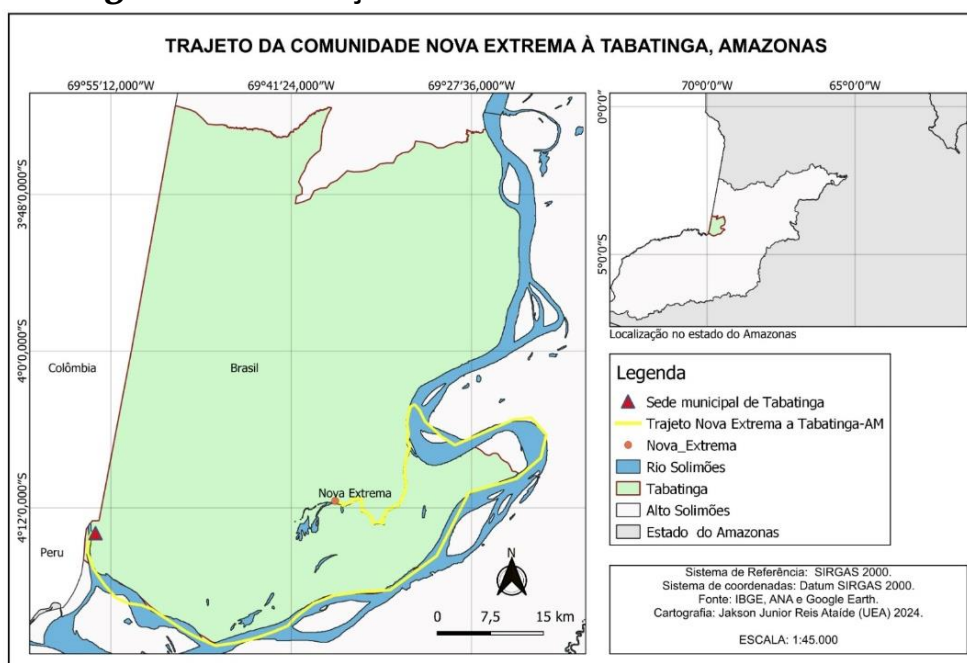 TRAJETO DA COMUNIDADE NOVA EXTREMA À TABATINGA, AMAZONAS
69°55'12,000"W
69°41'24,000"W
69°27'36,000"W
3°48'0,000"S
4°0'0,000"S
4°12'0,000"S
Colômbia
Brasil
Nova Extrema
Peru
N
0
7,5
15 km
70°0'0"W
65°0'0"W
0°0'0"
5°0'0"S
Localização no estado do Amazonas
Legenda
Sede municipal de Tabatinga
Trajeto Nova Extrema a Tabatinga-AM
Nova_Extrema
Rio Solimões
Tabatinga
Alto Solimões
Estado do Amazonas
Sistema de Referência: SIRGAS 2000.
Sistema de coordenadas: Datum SIRGAS 2000.
Fonte: IBGE, ANA e Google Earth.
Cartografia: Jakson Junior Reis Ataíde (UEA) 2024.
ESCALA: 1:45.000